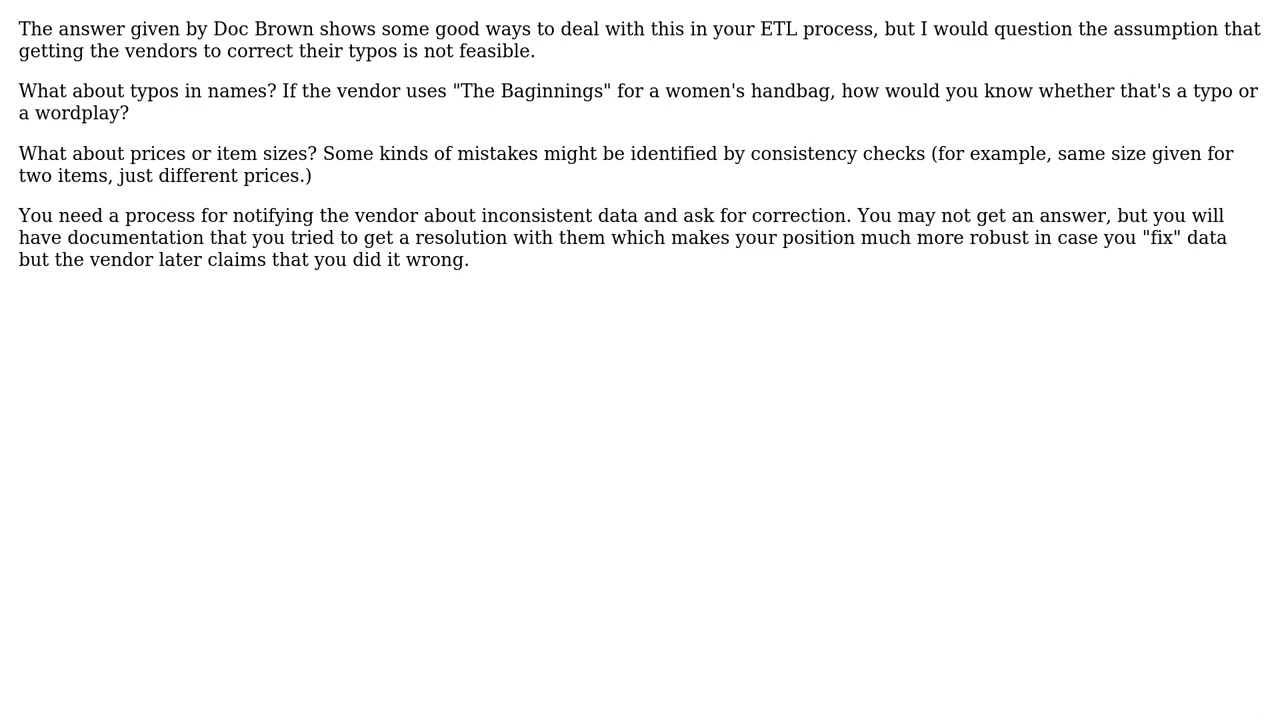 The answer given by Doc Brown shows some good ways to deal with this in your ETL process, but I would question the assumption that
getting the vendors to correct their typos is not feasible.
What about typos in names? If the vendor uses "The Baginnings" for a women's handbag, how would you know whether that's a typo or
a wordplay?
What about prices or item sizes? Some kinds of mistakes might be identified by consistency checks (for example, same size given for
two items, just different prices.)
You need a process for notifying the vendor about inconsistent data and ask for correction. You may not get an answer, but you will
have documentation that you tried to get a resolution with them which makes your position much more robust in case you "fix" data
but the vendor later claims that you did it wrong.